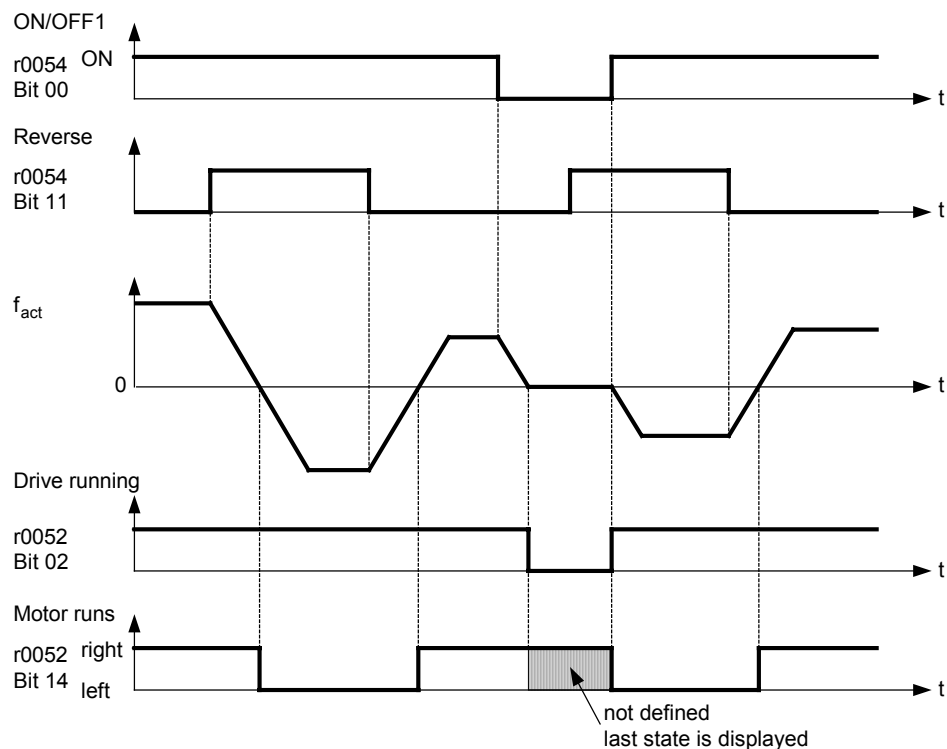 ON/OFF1
r0054 ON
Bit 00
t
Reverse
r0054
Bit 11
t
fact
0
t
Drive running
r0052
Bit 02
t
Motor runs
r0052 right
Bit 14
left
t
not defined
last state is displayed